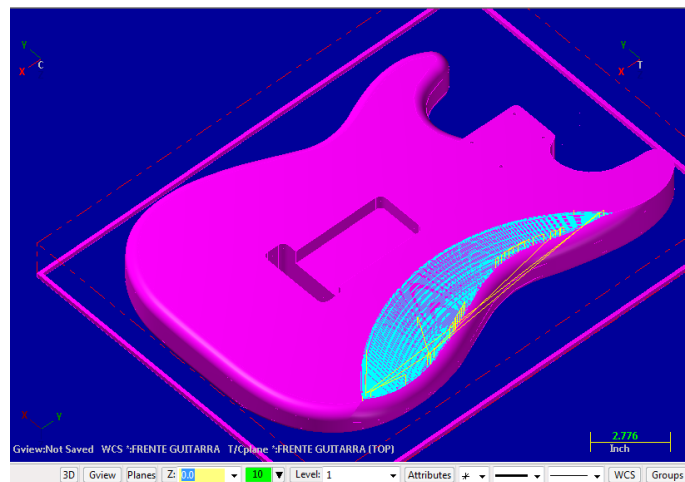 Y
X
C
Y
X
T
X
Y
2.776
Inch
Gview:Not Saved WCS *:FRENTE GUITARRA T/Cplane *:FRENTE GUITARRA (TOP)
3D Gview Planes Z: 0.0 10 Level: 1 Attributes WCS Groups